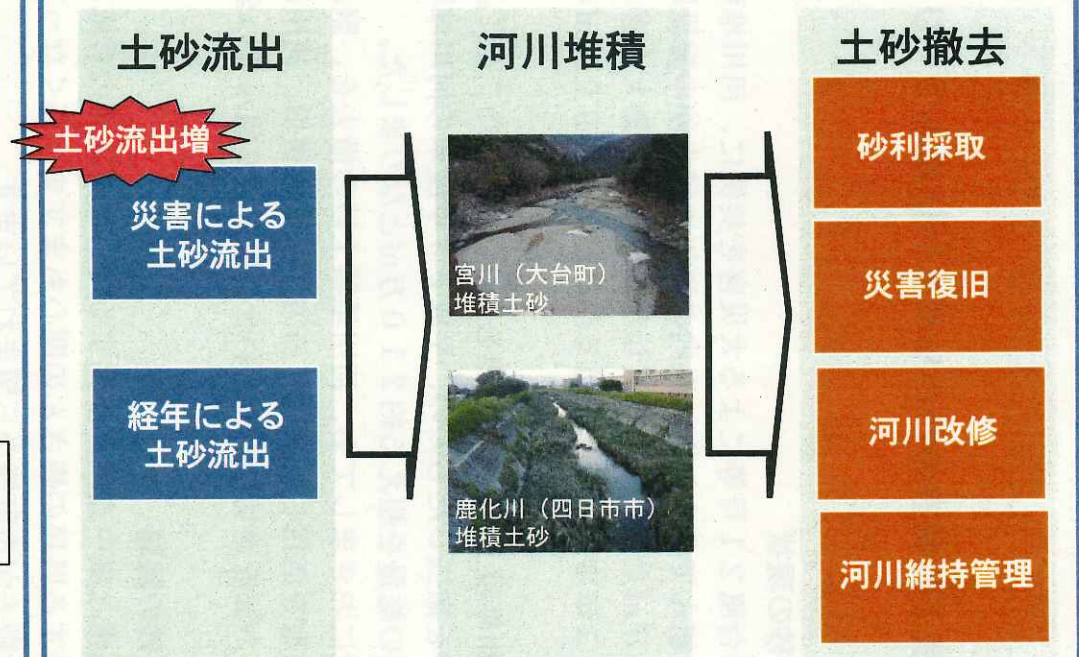 土砂流出
河川堆積
土砂撤去
土砂流出増
災害による
土砂流出
経年による
土砂流出
宮川（大台町）
堆積土砂
鹿化川（四日市市）
堆積土砂
砂利採取
災害復旧
河川改修
河川維持管理